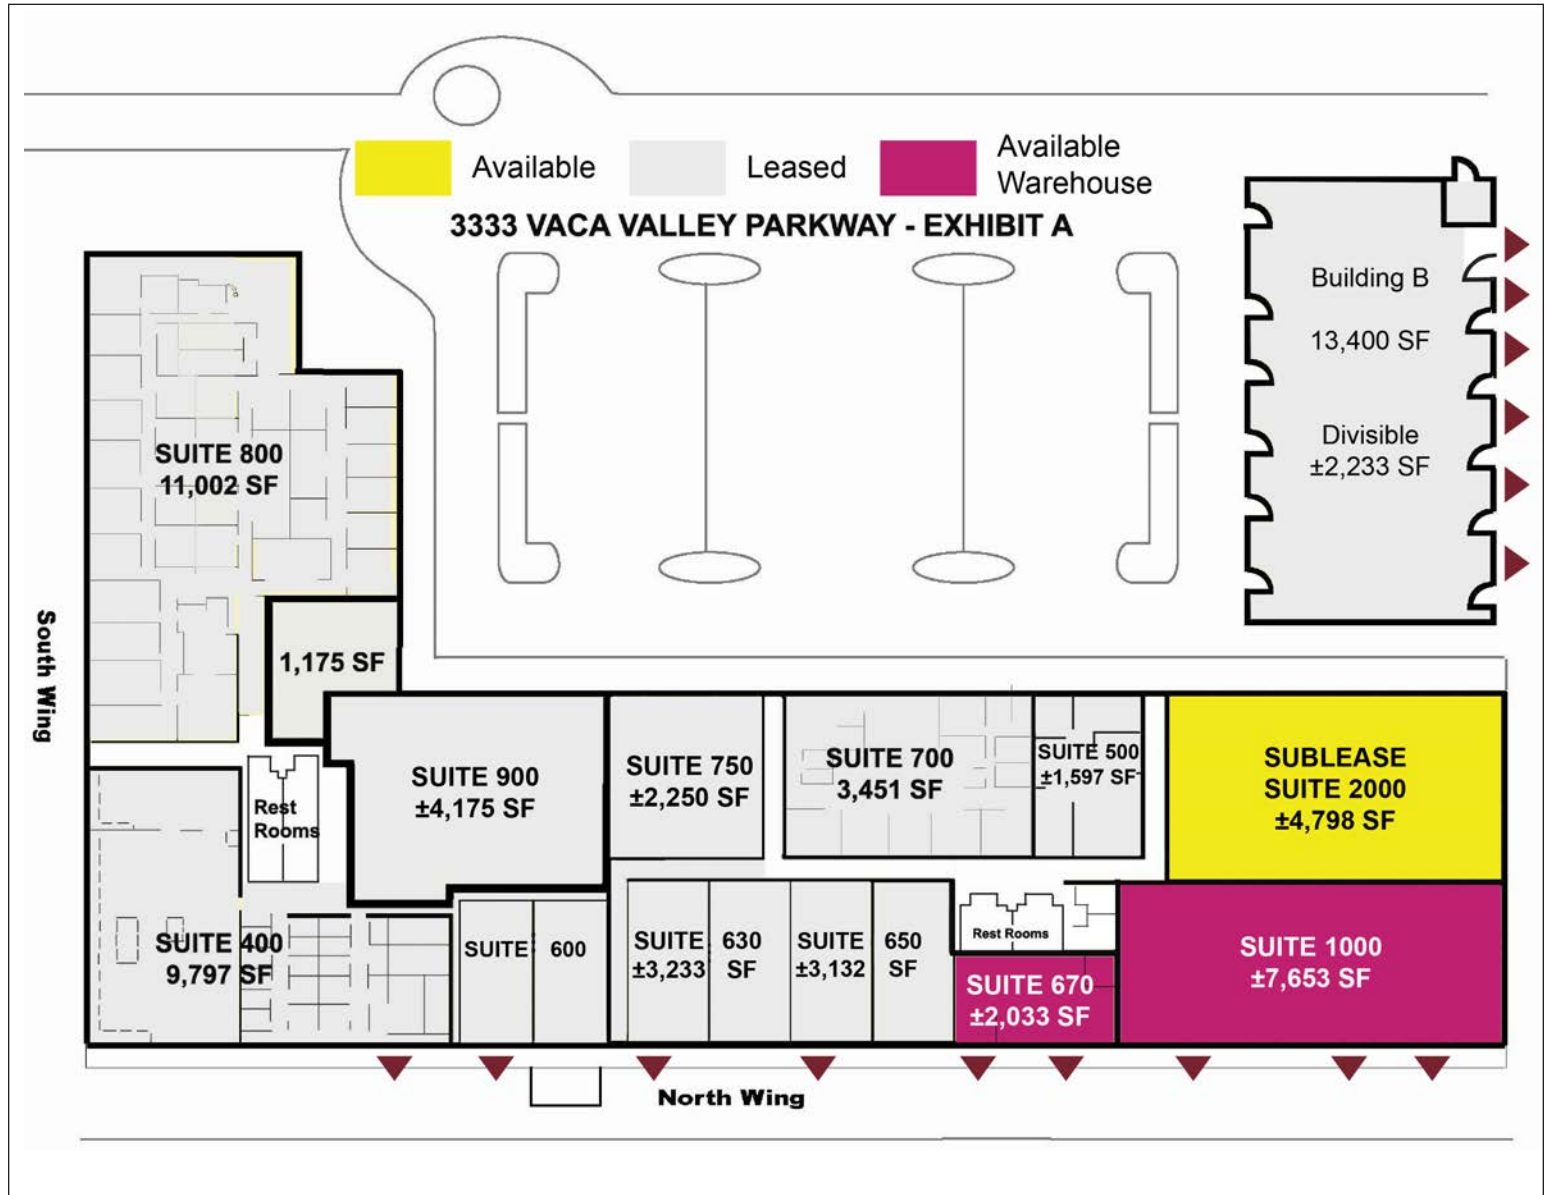 Available
Leased
Available
Warehouse
3333 VACA VALLEY PARKWAY - EXHIBIT A
Building B
13,400 SF
Divisible
±2,233 SF
SUITE 800
11,002 SF
South Wing
1,175 SF
Rest
Rooms
SUITE 900
±4,175 SF
SUITE 750
±2,250 SF
SUITE 700
3,451 SF
SUITE 500
±1,597 SF
SUBLEASE
SUITE 2000
±4,798 SF
SUITE 400
9,797 SF
SUITE 600
SUITE 630
±3,233 SF
SUITE 650
±3,132 SF
Rest Rooms
SUITE 670
±2,033 SF
SUITE 1000
±7,653 SF
North Wing